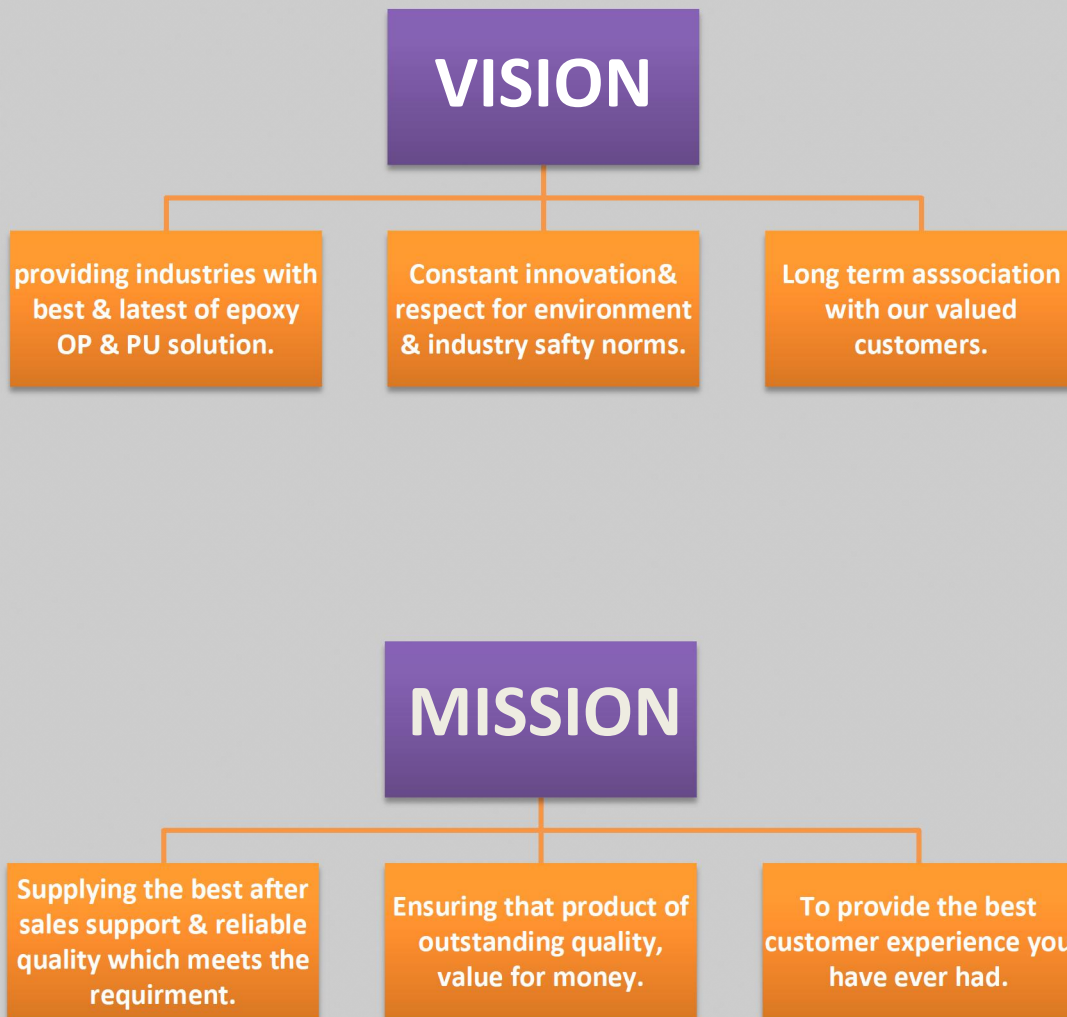 VISION
providing industries with
best & latest of epoxy
OP & PU solution.
Constant innovation&
respect for environment
& industry safty norms.
Long term asssociation
with our valued
customers.
MISSION
Supplying the best after
sales support & reliable
quality which meets the
requirment.
Ensuring that product of
outstanding quality,
value for money.
To provide the best
customer experience you
have ever had.